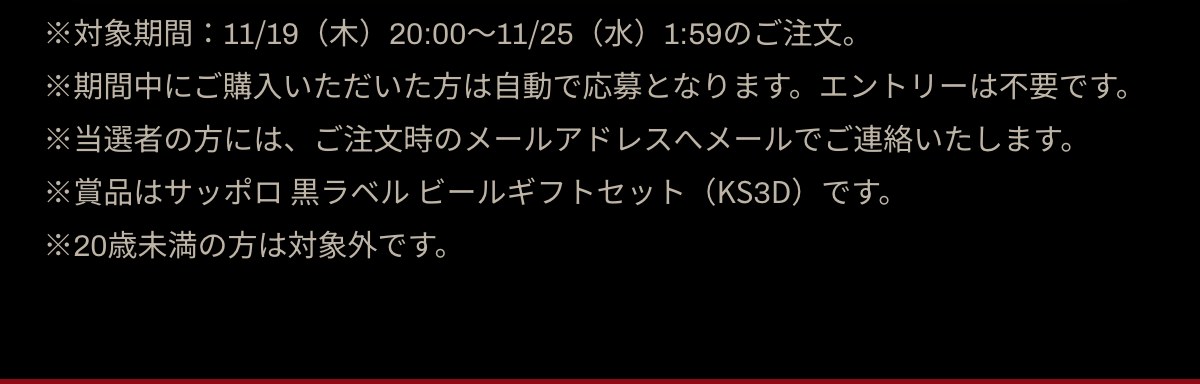 ※対象期間：11/19（木）20:00〜11/25（水）1:59のご注文。
※期間中にご購入いただいた方は自動で応募となります。エントリーは不要です。
※当選者の方には、ご注文時のメールアドレスへメールでご連絡いたします。
※賞品はサッポロ 黒ラベル ビールギフトセット（KS3D）です。
※20歳未満の方は対象外です。